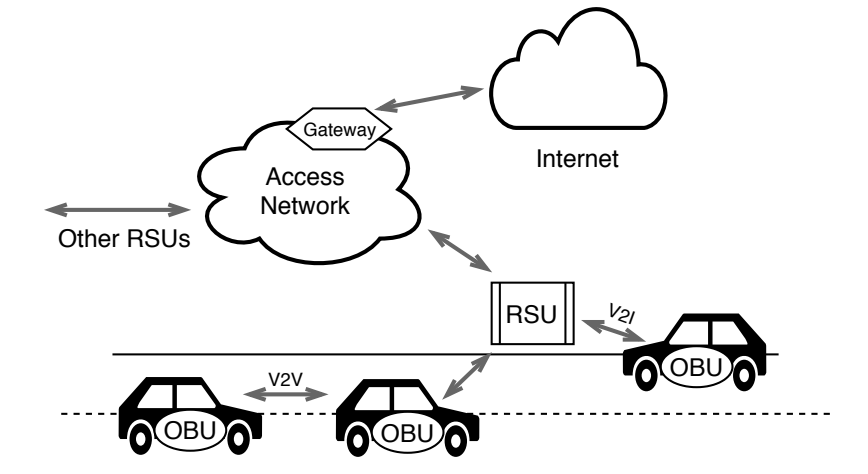 Gateway
Internet
Access
Network
Other RSUs
RSU
V2I
OBU
V2V
OBU
OBU